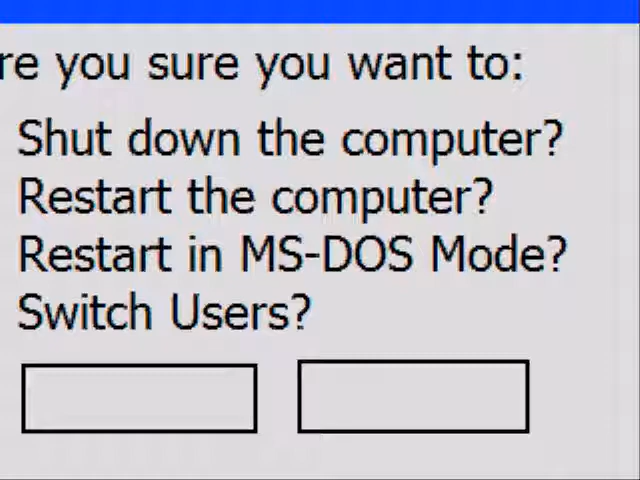 re you sure you want to:
Shut down the computer?
Restart the computer?
Restart in MS-DOS Mode?
Switch Users?